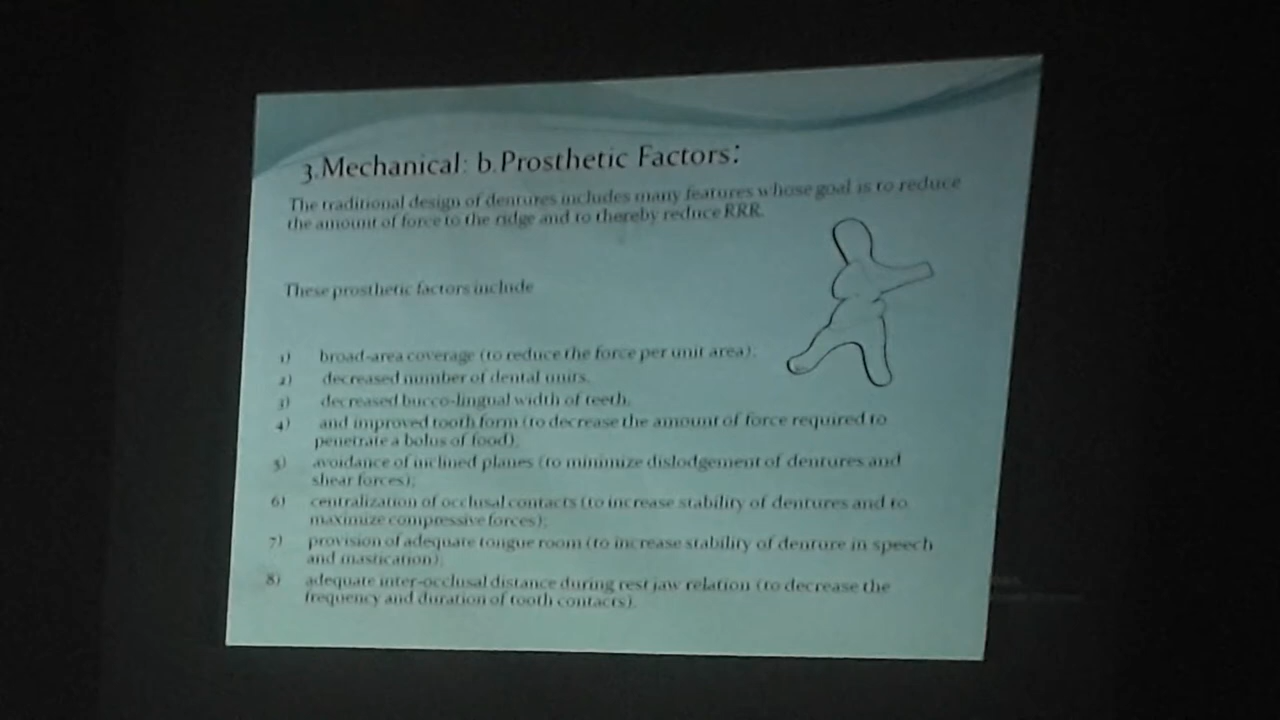 3.Mechanical: b.Prosthetic Factors:
The traditional design of dentures includes many features whose goal is to reduce
the amount of force to the ridge and to thereby reduce RRR.
These prosthetic factors include
1) broad-area coverage (to reduce the force per unit area);
2) decreased number of dental units.
3) decreased bucco-lingual width of teeth.
4) and improved tooth form (to decrease the amount of force required to
penetrate a bolus of food);
5) avoidance of inclined planes (to minimize dislodgement of dentures and
shear forces);
6) centralization of occlusal contacts (to increase stability of dentures and to
maximize compressive forces);
7) provision of adequate tongue room (to increase stability of denture in speech
and mastication);
8) adequate inter-occlusal distance during rest jaw relation (to decrease the
frequency and duration of tooth contacts).